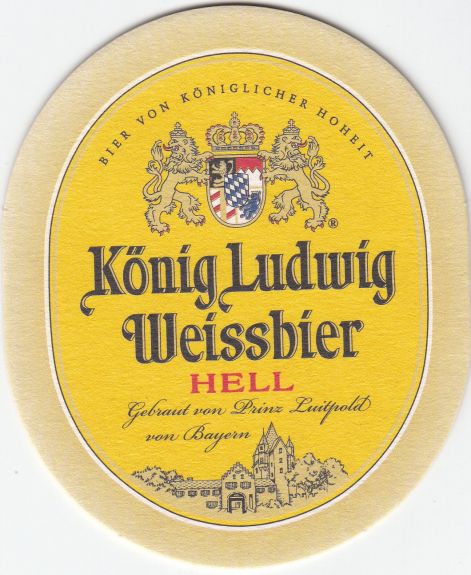 BIER VON KÖNIGLICHER HOHEIT
®
König Ludwig
Weissbier
HELL
Gebraut von Prinz Luitpold
von Bayern